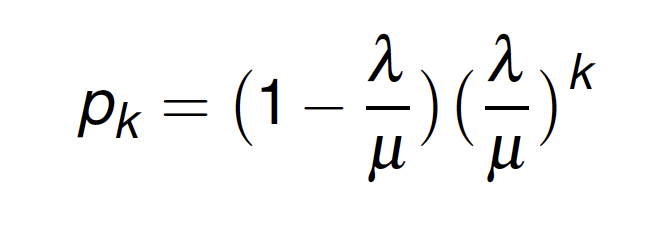 p_k = (1 − λ/μ)(λ/μ)^k